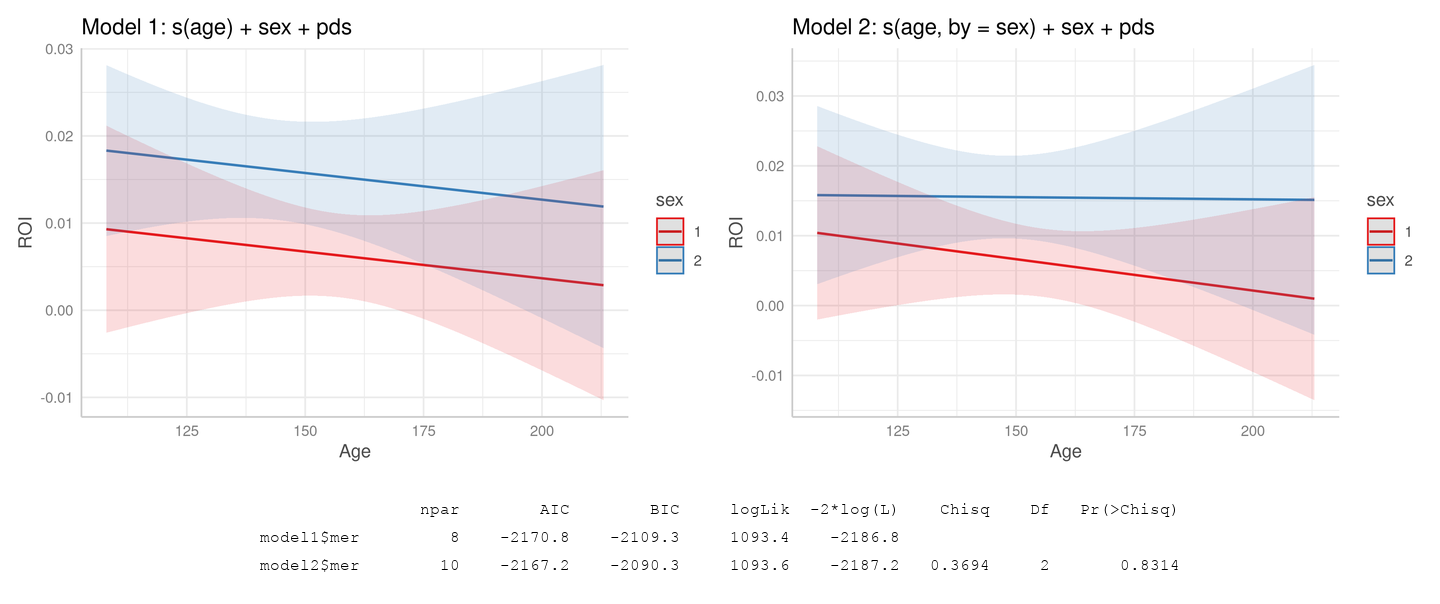 Model 1: s(age) + sex + pds
0.03
0.02
0.01
0.00
-0.01
ROI
125 150 175 200
Age
sex
1
2
Model 2: s(age, by = sex) + sex + pds
0.03
0.02
0.01
0.00
-0.01
ROI
125 150 175 200
Age
sex
1
2
npar AIC BIC logLik -2*log(L) Chisq Df Pr(>Chisq)
model1$mer 8 -2170.8 -2109.3 1093.4 -2186.8
model2$mer 10 -2167.2 -2090.3 1093.6 -2187.2 0.3694 2 0.8314